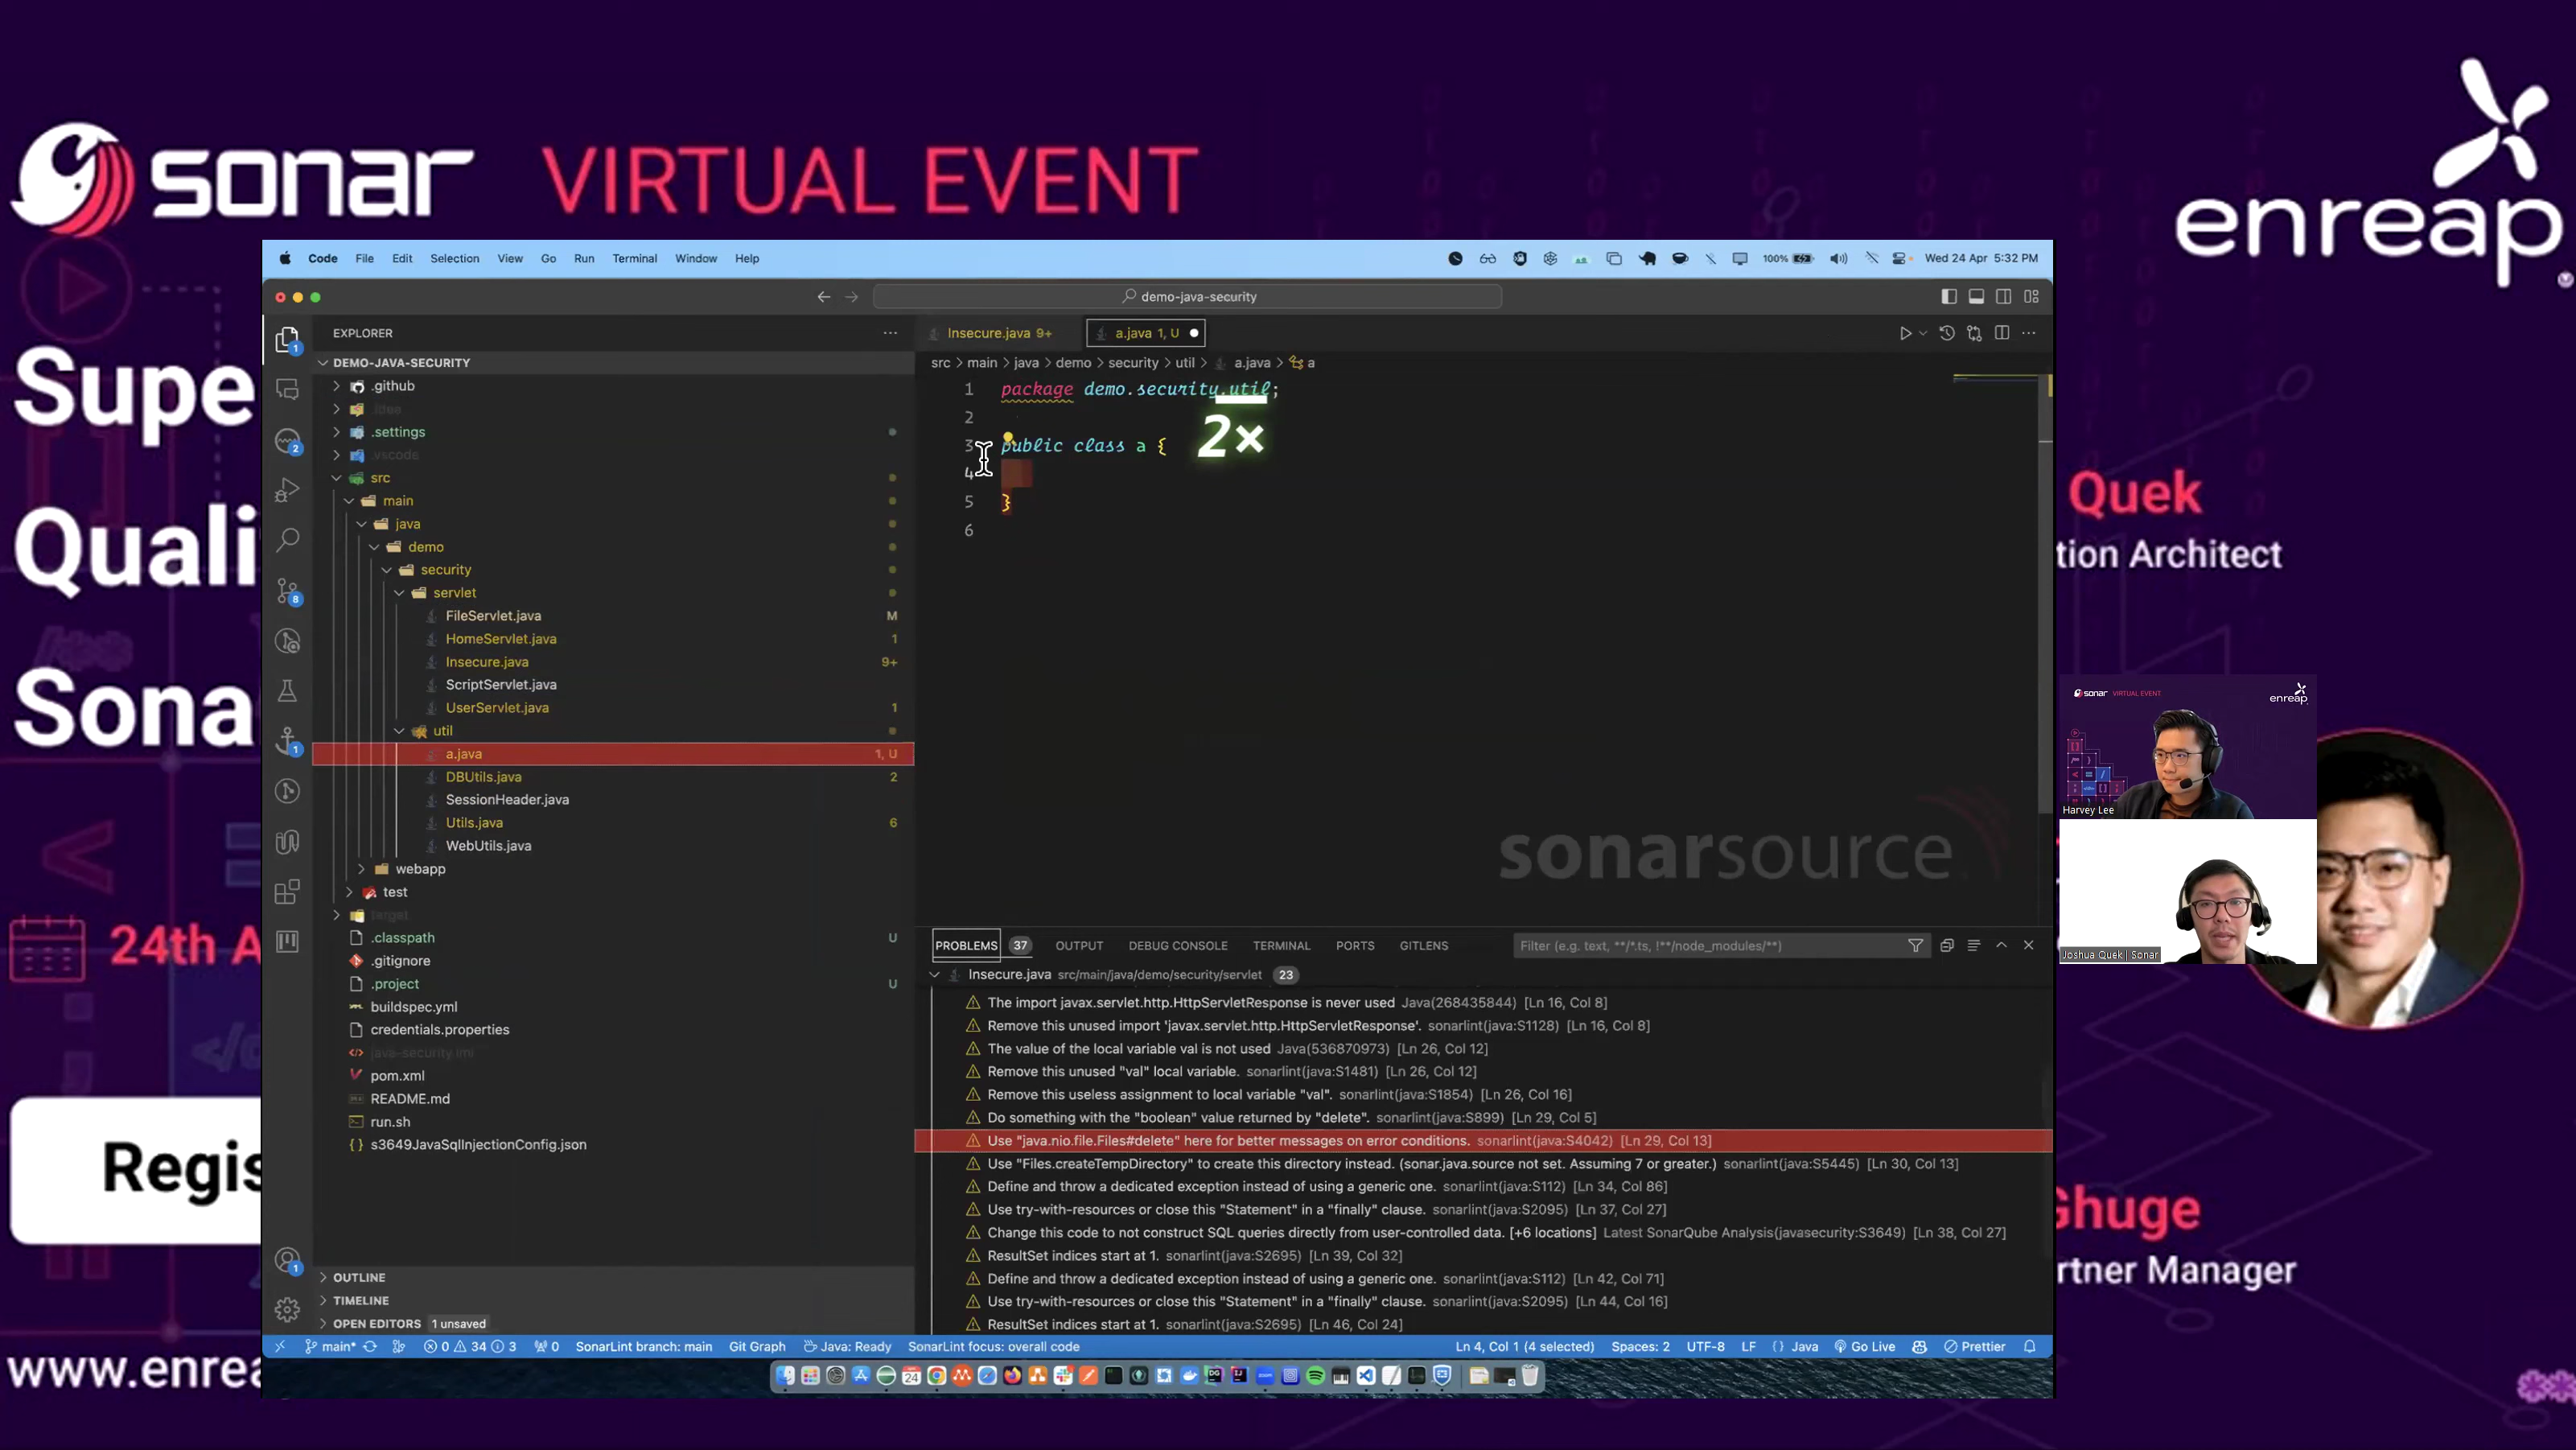 sonar VIRTUAL EVENT
enreap
Supe
Quali
Sona
24th A
Regis
www.enrea
Quek
tion Architect
Ghuge
rtner Manager
Code File Edit Selection View Go Run Terminal Window Help
100% Wed 24 Apr 5:32 PM
demo-java-security
EXPLORER
DEMO-JAVA-SECURITY
.github
.idea
.settings
.vscode
src
main
java
demo
security
servlet
FileServlet.java M
HomeServlet.java 1
Insecure.java 9+
ScriptServlet.java
UserServlet.java 1
util
a.java 1, U
DBUtils.java 2
SessionHeader.java
Utils.java 6
WebUtils.java
webapp
test
target
.classpath U
.gitignore
.project U
buildspec.yml
credentials.properties
java-security.iml
pom.xml
README.md
run.sh
s3649JavaSqlInjectionConfig.json
OUTLINE
TIMELINE
OPEN EDITORS 1 unsaved
1
2
8
1
1
Insecure.java 9+ a.java 1, U
src > main > java > demo > security > util > a.java > a
1 package demo.security.util;
2
3 public class a {
4
5 }
6
2×
sonarsource
PROBLEMS 37 OUTPUT DEBUG CONSOLE TERMINAL PORTS GITLENS Filter (e.g. text, **/*.ts, !**/node_modules/**)
Insecure.java src/main/java/demo/security/servlet 23
The import javax.servlet.http.HttpServletResponse is never used Java(268435844) [Ln 16, Col 8]
Remove this unused import 'javax.servlet.http.HttpServletResponse'. sonarlint(java:S1128) [Ln 16, Col 8]
The value of the local variable val is not used Java(536870973) [Ln 26, Col 12]
Remove this unused "val" local variable. sonarlint(java:S1481) [Ln 26, Col 12]
Remove this useless assignment to local variable "val". sonarlint(java:S1854) [Ln 26, Col 16]
Do something with the "boolean" value returned by "delete". sonarlint(java:S899) [Ln 29, Col 5]
Use "java.nio.file.Files#delete" here for better messages on error conditions. sonarlint(java:S4042) [Ln 29, Col 13]
Use "Files.createTempDirectory" to create this directory instead. (sonar.java.source not set. Assuming 7 or greater.) sonarlint(java:S5445) [Ln 30, Col 13]
Define and throw a dedicated exception instead of using a generic one. sonarlint(java:S112) [Ln 34, Col 86]
Use try-with-resources or close this "Statement" in a "finally" clause. sonarlint(java:S2095) [Ln 37, Col 27]
Change this code to not construct SQL queries directly from user-controlled data. [+6 locations] Latest SonarQube Analysis(javasecurity:S3649) [Ln 38, Col 27]
ResultSet indices start at 1. sonarlint(java:S2695) [Ln 39, Col 32]
Define and throw a dedicated exception instead of using a generic one. sonarlint(java:S112) [Ln 42, Col 71]
Use try-with-resources or close this "Statement" in a "finally" clause. sonarlint(java:S2095) [Ln 44, Col 16]
ResultSet indices start at 1. sonarlint(java:S2695) [Ln 46, Col 24]
main* 0 34 3 0 SonarLint branch: main Git Graph Java: Ready SonarLint focus: overall code Ln 4, Col 1 (4 selected) Spaces: 2 UTF-8 LF {} Java Go Live Prettier
24
sonar VIRTUAL EVENT
enreap
Harvey Lee
Joshua Quek | Sonar